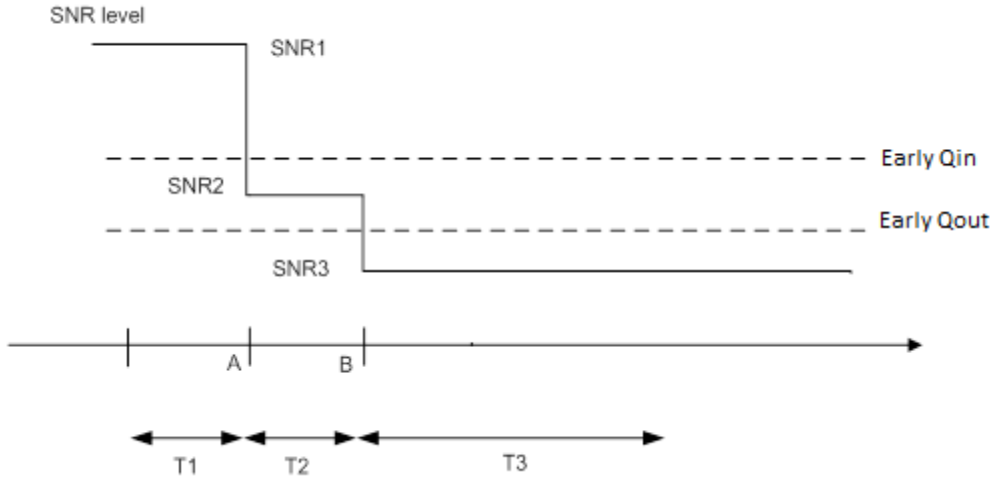 SNR level
SNR1
Early Qin
SNR2
Early Qout
SNR3
A
B
T1
T2
T3